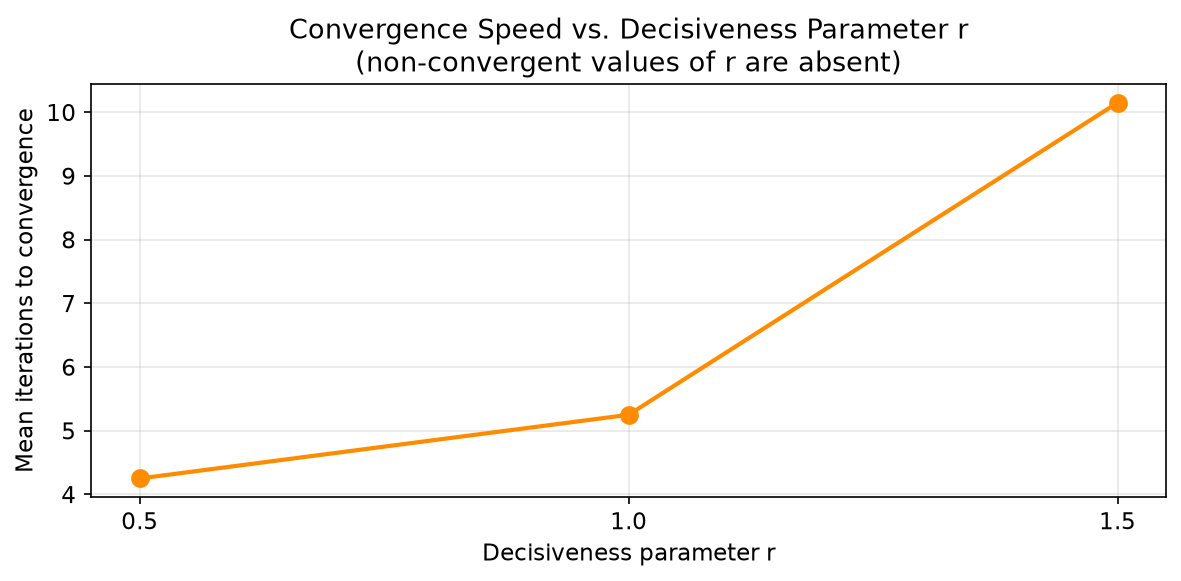 Convergence Speed vs. Decisiveness Parameter r
(non-convergent values of r are absent)
Mean iterations to convergence
10
9
8
7
6
5
4
0.5
1.0
1.5
Decisiveness parameter r